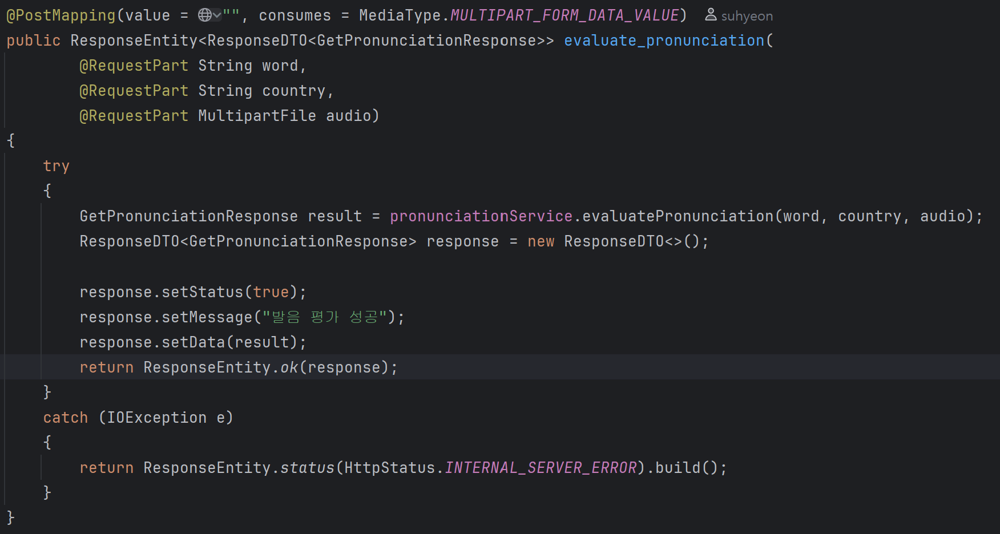 @PostMapping(value = "", consumes = MediaType.MULTIPART_FORM_DATA_VALUE) suhyeon
public ResponseEntity<ResponseDTO<GetPronunciationResponse>> evaluate_pronunciation(
@RequestPart String word,
@RequestPart String country,
@RequestPart MultipartFile audio)
{
try
{
GetPronunciationResponse result = pronunciationService.evaluatePronunciation(word, country, audio);
ResponseDTO<GetPronunciationResponse> response = new ResponseDTO<>();
response.setStatus(true);
response.setMessage("발음 평가 성공");
response.setData(result);
return ResponseEntity.ok(response);
}
catch (IOException e)
{
return ResponseEntity.status(HttpStatus.INTERNAL_SERVER_ERROR).build();
}
}